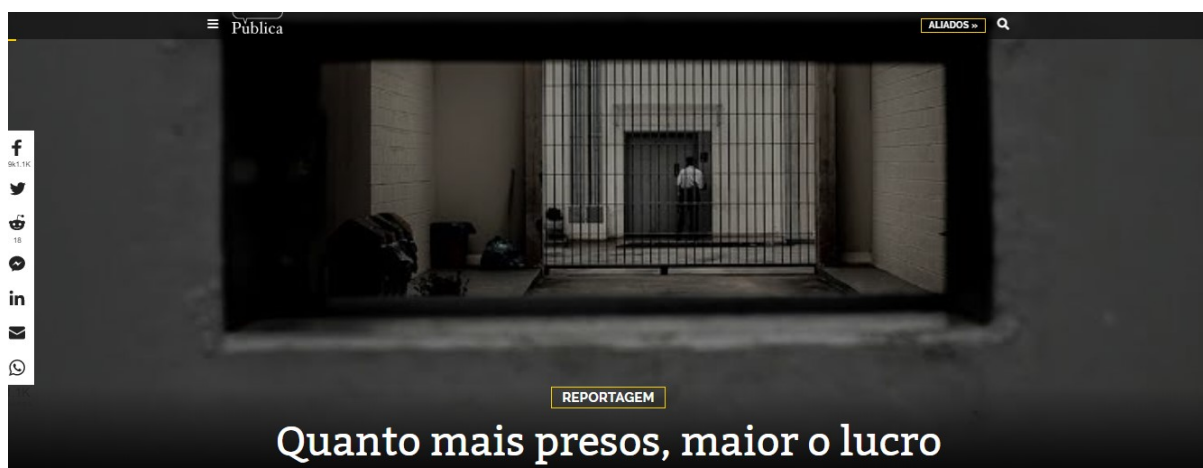 Pública
ALIADOS »
9k1.1K
18
REPORTAGEM
Quanto mais presos, maior o lucro